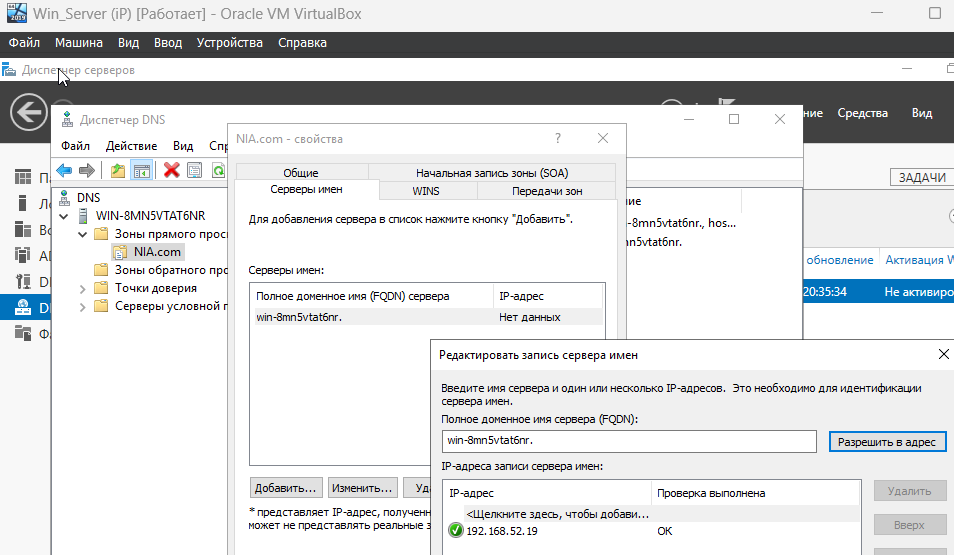 Win_Server (iP) [Работает] - Oracle VM VirtualBox
Файл Машина Вид Ввод Устройства Справка
Диспетчер серверов
Средства Вид
Диспетчер DNS
Файл Действие Вид
ЗАДАЧИ
DNS
WIN-8MN5VTAT6NR
Зоны прямого прос
NIA.com
Зоны обратного про
Точки доверия
Серверы условной п
NIA.com - свойства
Общие Начальная запись зоны (SOA)
Серверы имен WINS Передачи зон
Для добавления сервера в список нажмите кнопку "Добавить".
Серверы имен:
Полное доменное имя (FQDN) сервера IP-адрес
win-8mn5vtat6nr. Нет данных
Добавить... Изменить... Уд
* представляет IP-адрес, полученн
может не представлять реальные з
-8mn5vtat6nr., hos...
n5vtat6nr.
обновление Активация W
20:35:34 Не активиро
Редактировать запись сервера имен
Введите имя сервера и один или несколько IP-адресов. Это необходимо для идентификации
сервера имен.
Полное доменное имя сервера (FQDN):
win-8mn5vtat6nr. Разрешить в адрес
IP-адреса записи сервера имен:
IP-адрес Проверка выполнена
<Щелкните здесь, чтобы добави...
192.168.52.19 OK
Удалить
Вверх